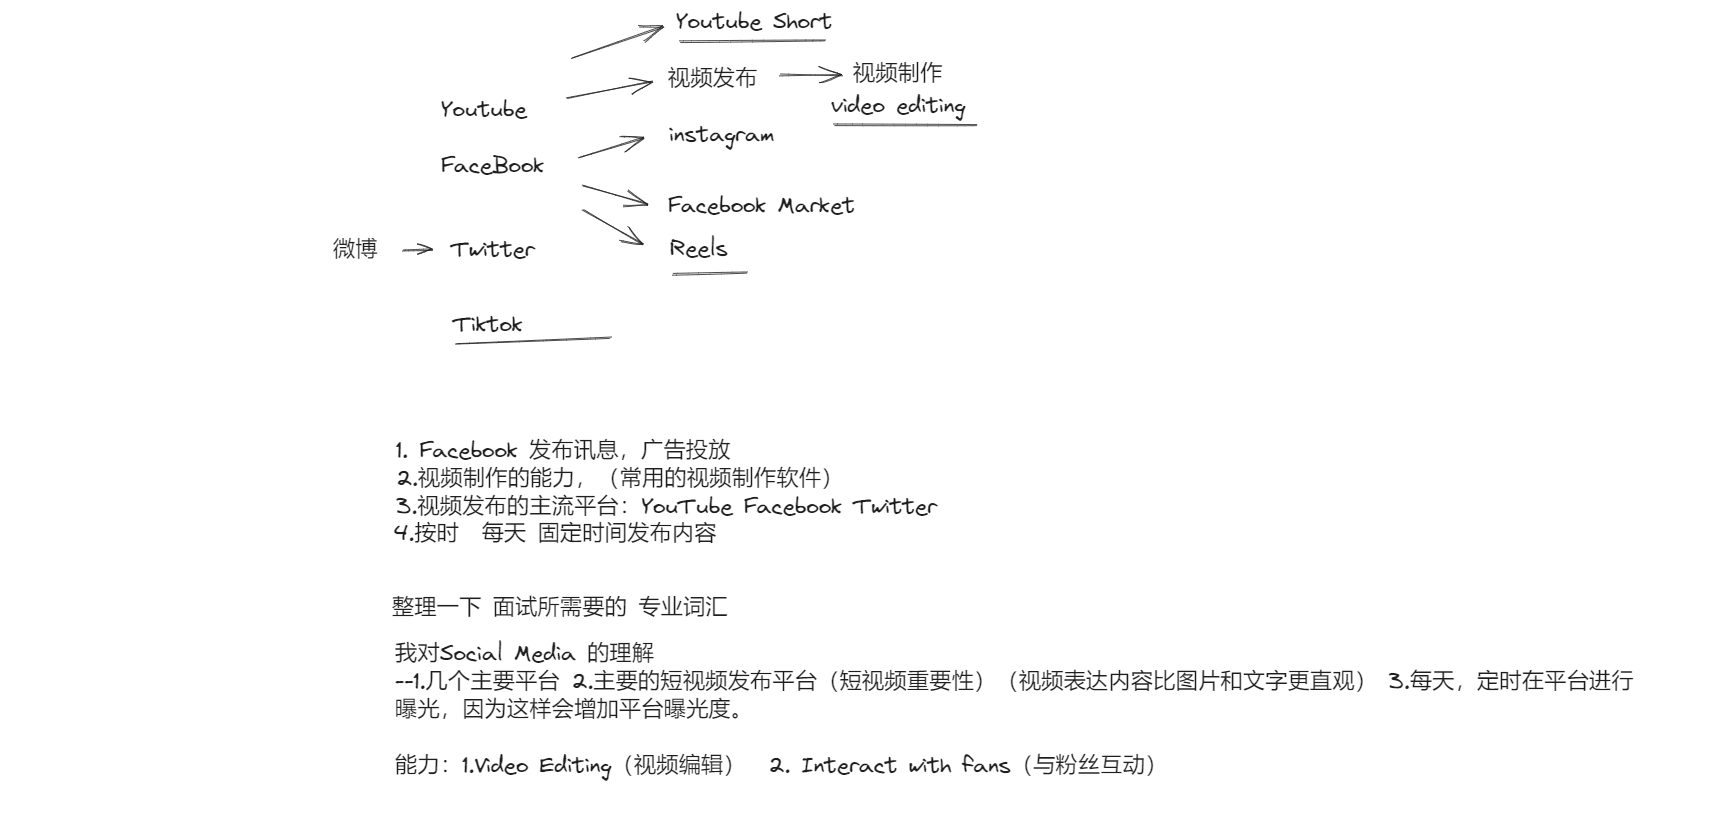 Youtube Short
视频发布
视频制作
video editing
Youtube
instagram
FaceBook
Facebook Market
微博
Twitter
Reels
Tiktok
1. Facebook 发布讯息，广告投放
2.视频制作的能力，（常用的视频制作软件）
3.视频发布的主流平台：YouTube Facebook Twitter
4.按时 每天 固定时间发布内容
整理一下 面试所需要的 专业词汇
我对Social Media 的理解
--1.几个主要平台 2.主要的短视频发布平台（短视频重要性）（视频表达内容比图片和文字更直观） 3.每天，定时在平台进行
曝光，因为这样会增加平台曝光度。
能力：1.Video Editing（视频编辑） 2. Interact with fans（与粉丝互动）